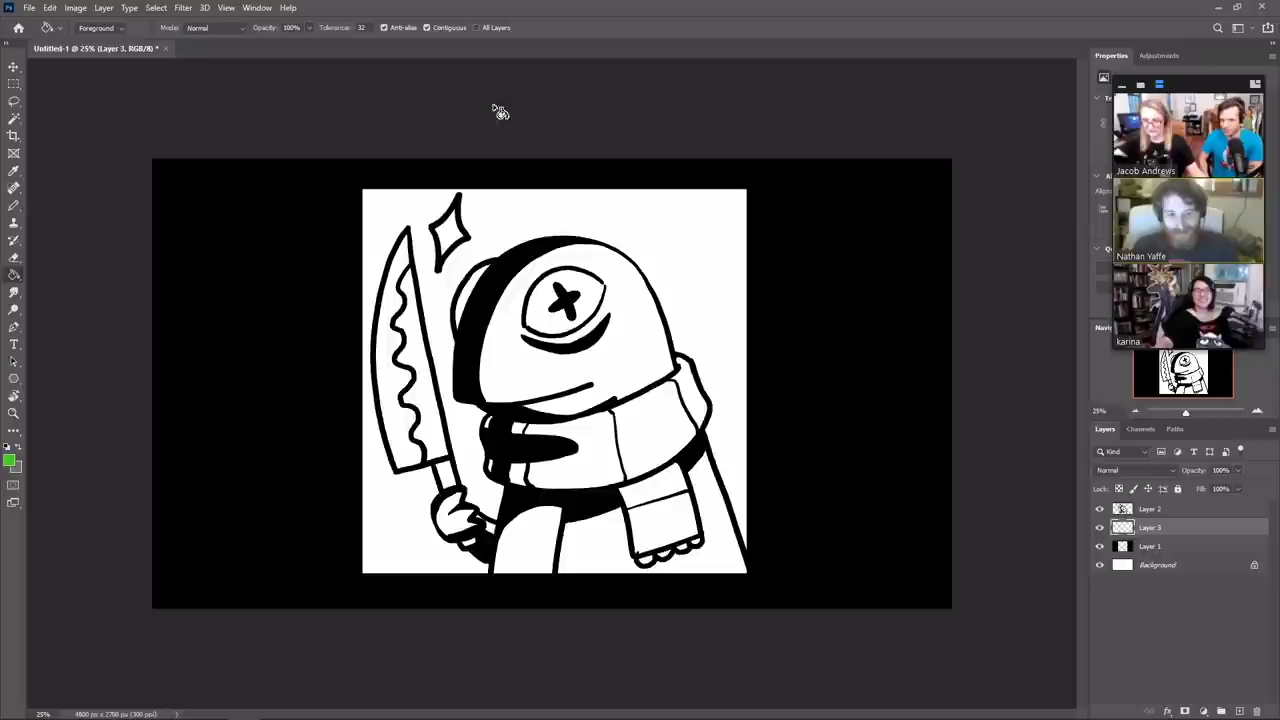 Ps File Edit Image Layer Type Select Filter 3D View Window Help
Foreground Mode: Normal Opacity: 100% Tolerance: 32 Anti-alias Contiguous All Layers
Untitled-1 @ 25% (Layer 3, RGB/8) * ×
Properties Adjustments
Jacob Andrews
Nathan Yaffe
karina
25%
Layers Channels Paths
Kind
Normal Opacity: 100%
Lock: Fill: 100%
Layer 2
Layer 3
Layer 1
Background
25% 4800 px x 2700 px (300 ppi)